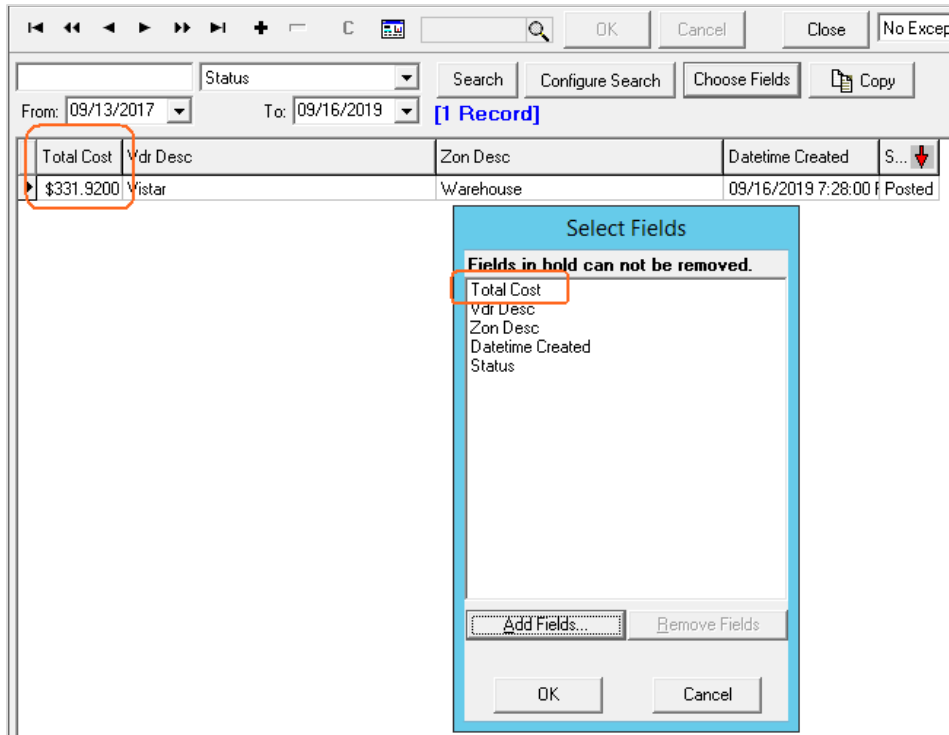 C OK Cancel Close No Excep
Status Search Configure Search Choose Fields Copy
From: 09/13/2017 To: 09/16/2019 [1 Record]
Total Cost Vdr Desc Zon Desc Datetime Created S...
$331.9200 Vistar Warehouse 09/16/2019 7:28:00 Posted
Select Fields
Fields in hold can not be removed.
Total Cost
Vdr Desc
Zon Desc
Datetime Created
Status
Add Fields... Remove Fields
OK Cancel